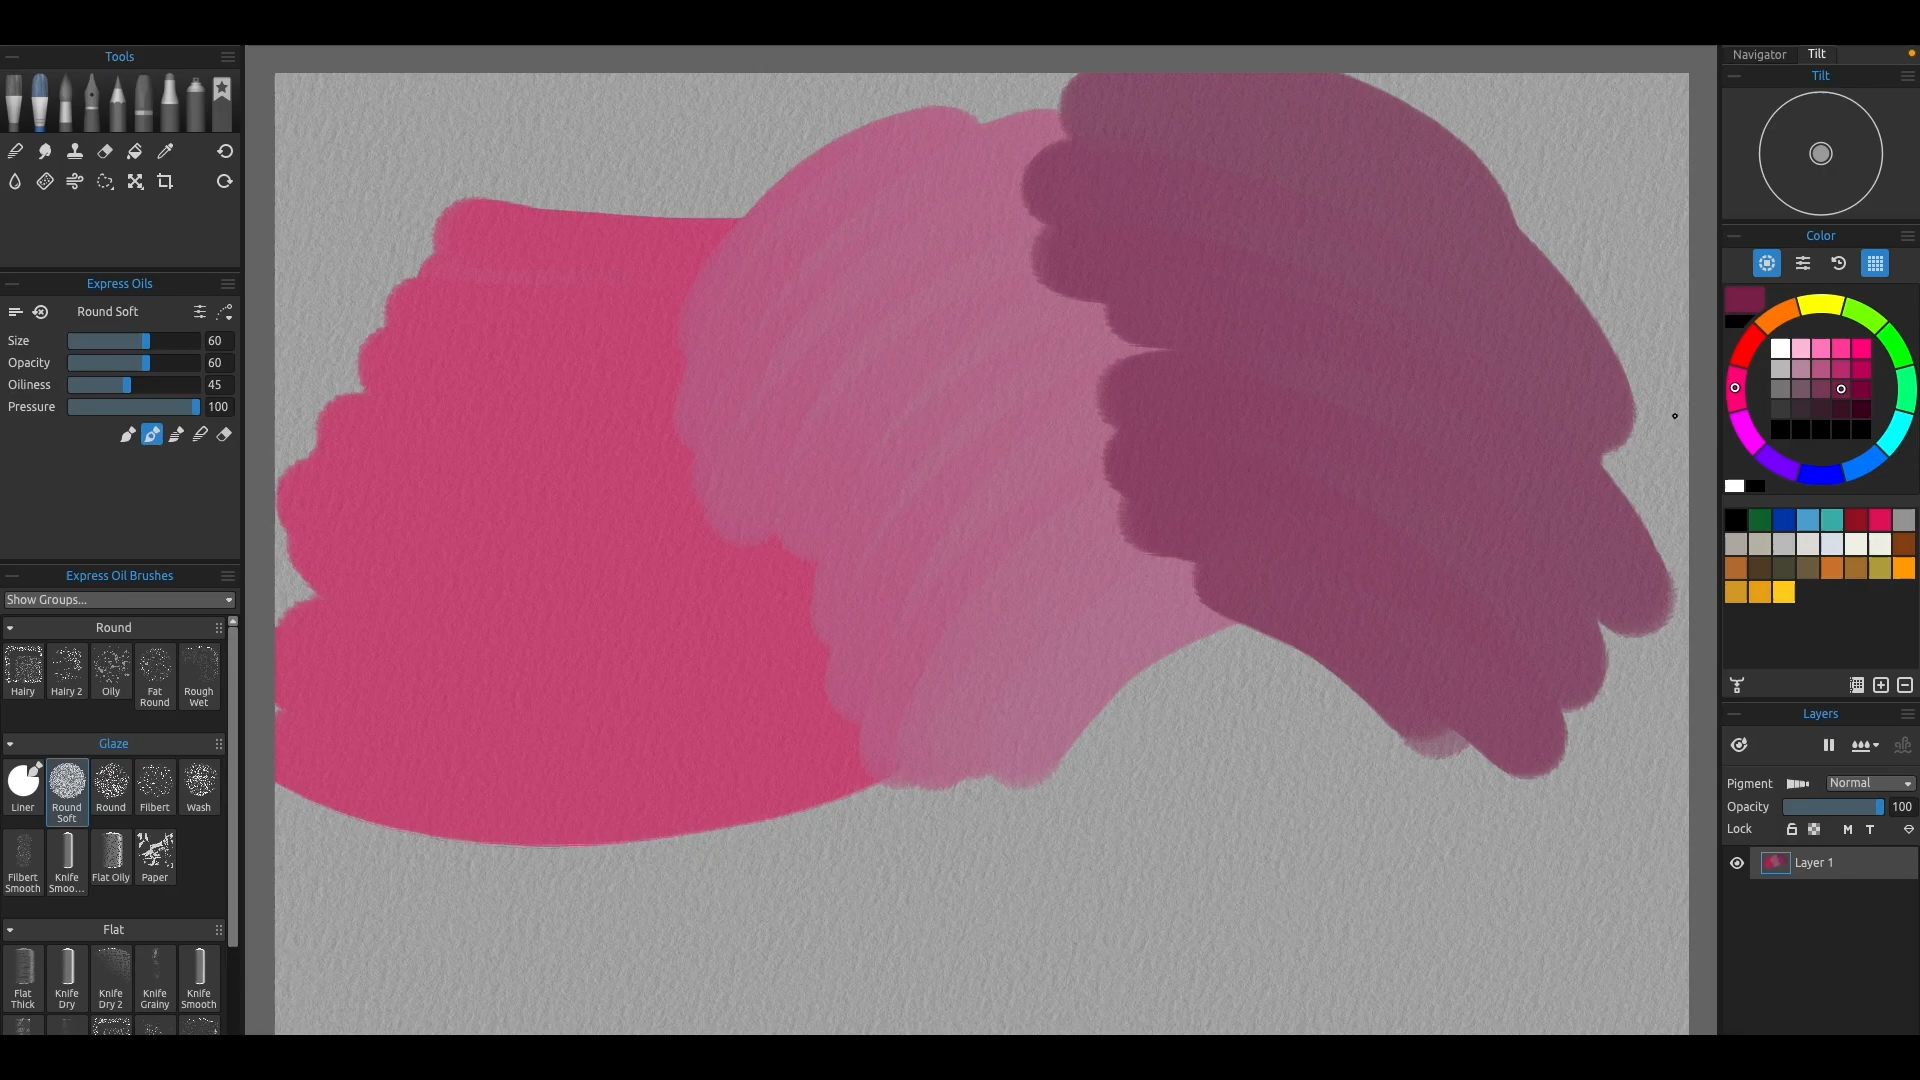 Tools
Express Oils
Round Soft
Size 60
Opacity 60
Oiliness 45
Pressure 100
Express Oil Brushes
Show Groups...
Round
Hairy Hairy 2 Oily Fat Round Rough Wet
Glaze
Liner Round Soft Round Filbert Wash
Filbert Smooth Knife Smoo... Flat Oily Paper
Flat
Flat Thick Knife Dry Knife Dry 2 Knife Grainy Knife Smooth
Navigator Tilt
Tilt
Color
Layers
Pigment Normal
Opacity 100
Lock M T
Layer 1